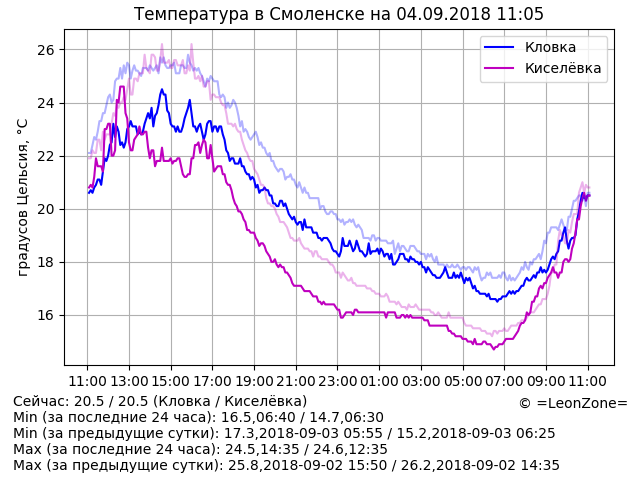 Температура в Смоленске на 04.09.2018 11:05
Кловка
Киселёвка
градусов Цельсия, °C
26
24
22
20
18
16
11:00 13:00 15:00 17:00 19:00 21:00 23:00 01:00 03:00 05:00 07:00 09:00 11:00
© =LeonZone=
Сейчас: 20.5 / 20.5 (Кловка / Киселёвка)
Min (за последние 24 часа): 16.5,06:40 / 14.7,06:30
Min (за предыдущие сутки): 17.3,2018-09-03 05:55 / 15.2,2018-09-03 06:25
Max (за последние 24 часа): 24.5,14:35 / 24.6,12:35
Max (за предыдущие сутки): 25.8,2018-09-02 15:50 / 26.2,2018-09-02 14:35